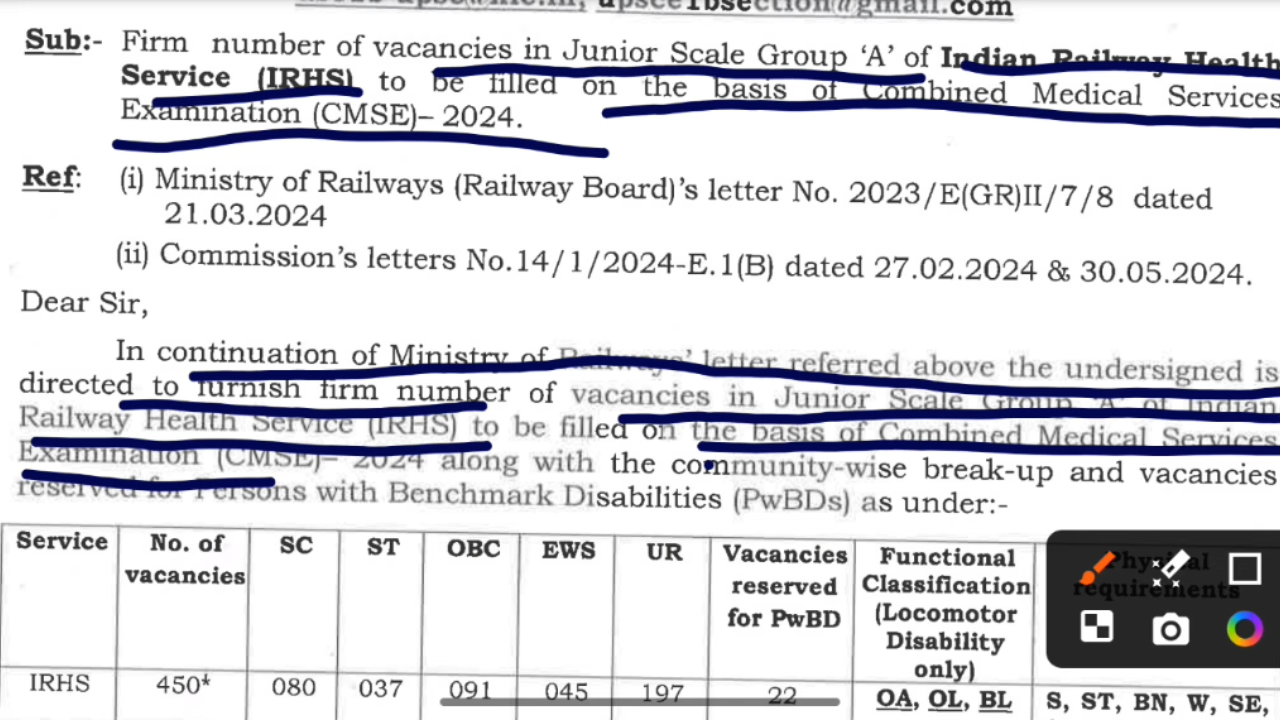 upsceTbsection@gmail.com
Sub:- Firm number of vacancies in Junior Scale Group ‘A’ of Indian Railway Health
Service (IRHS) to be filled on the basis of Combined Medical Services
Examination (CMSE)– 2024.
Ref: (i) Ministry of Railways (Railway Board)’s letter No. 2023/E(GR)II/7/8 dated
21.03.2024
(ii) Commission’s letters No.14/1/2024-E.1(B) dated 27.02.2024 & 30.05.2024.
Dear Sir,
In continuation of Ministry of Railways’ letter referred above the undersigned is
directed to furnish firm number of vacancies in Junior Scale Group ‘A’ of Indian
Railway Health Service (IRHS) to be filled on the basis of Combined Medical Services
Examination (CMSE)– 2024 along with the community-wise break-up and vacancies
reserved for Persons with Benchmark Disabilities (PwBDs) as under:-
Service No. of vacancies SC ST OBC EWS UR Vacancies reserved for PwBD Functional Classification (Locomotor Disability only) Physical requirements
IRHS 450* 080 037 091 045 197 22 OA, OL, BL S, ST, BN, W, SE,